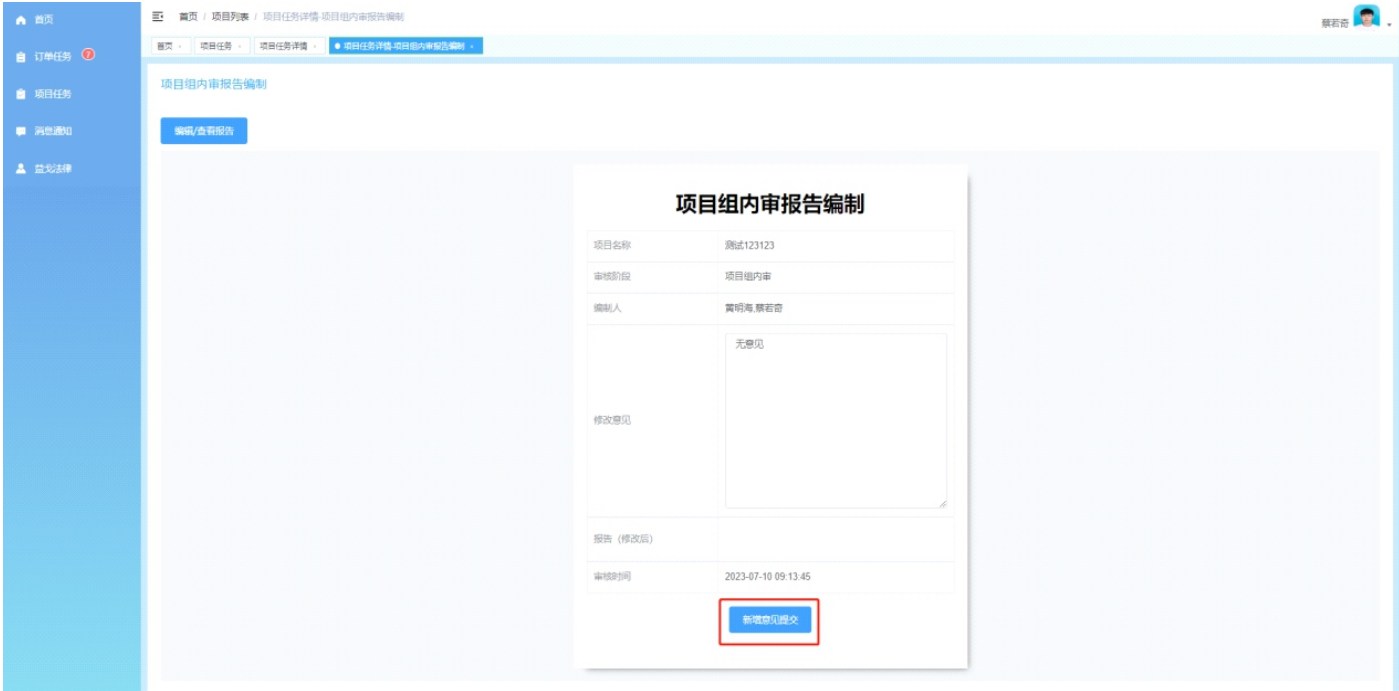 首页
订单任务 7
项目任务
消息通知
益戈法律
首页 / 项目列表 / 项目任务详情-项目组内审报告编制
蔡若奇
首页 × 项目任务 × 项目任务详情 × 项目任务详情-项目组内审报告编制 ×
项目组内审报告编制
编辑/查看报告
项目组内审报告编制
项目名称 测试123123
审核阶段 项目组内审
编制人 黄明海,蔡若奇
修改意见 无意见
报告（修改后）
审核时间 2023-07-10 09:13:45
新增意见提交